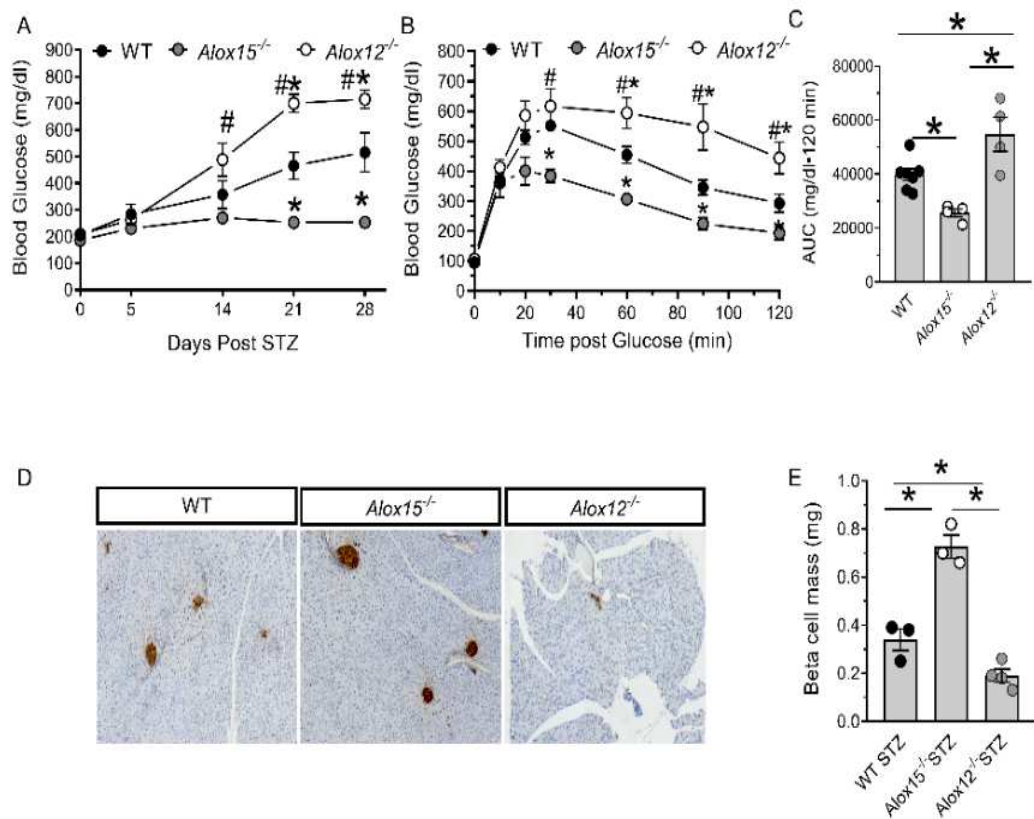 A
WT Alox15-/- Alox12-/-
Blood Glucose (mg/dl)
900
800
700
600
500
400
300
200
100
0
# #* #*
* *
0 5 14 21 28
Days Post STZ
B
WT Alox15-/- Alox12-/-
Blood Glucose (mg/dl)
800
700
600
500
400
300
200
100
0
# #* #* #*
* * * *
0 20 40 60 80 100 120
Time post Glucose (min)
C
AUC (mg/dl-120 min)
80000
60000
40000
20000
0
* * *
WT Alox15-/- Alox12-/-
D
WT Alox15-/- Alox12-/-
E
Beta cell mass (mg)
1.0
0.8
0.6
0.4
0.2
0.0
* * *
WT STZ Alox15-/-STZ Alox12-/-STZ